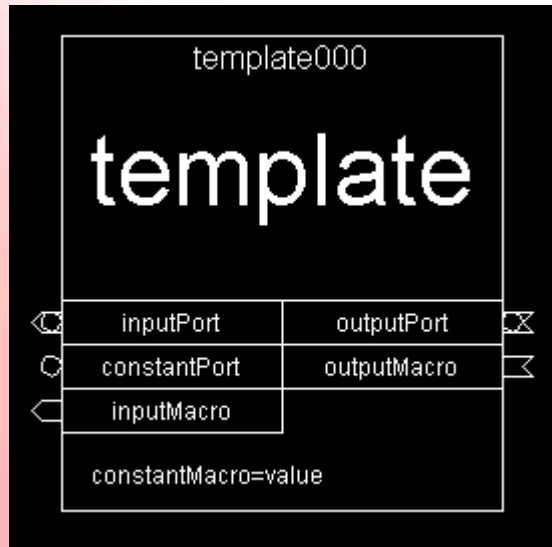 template000
template
inputPort outputPort
constantPort outputMacro
inputMacro
constantMacro=value